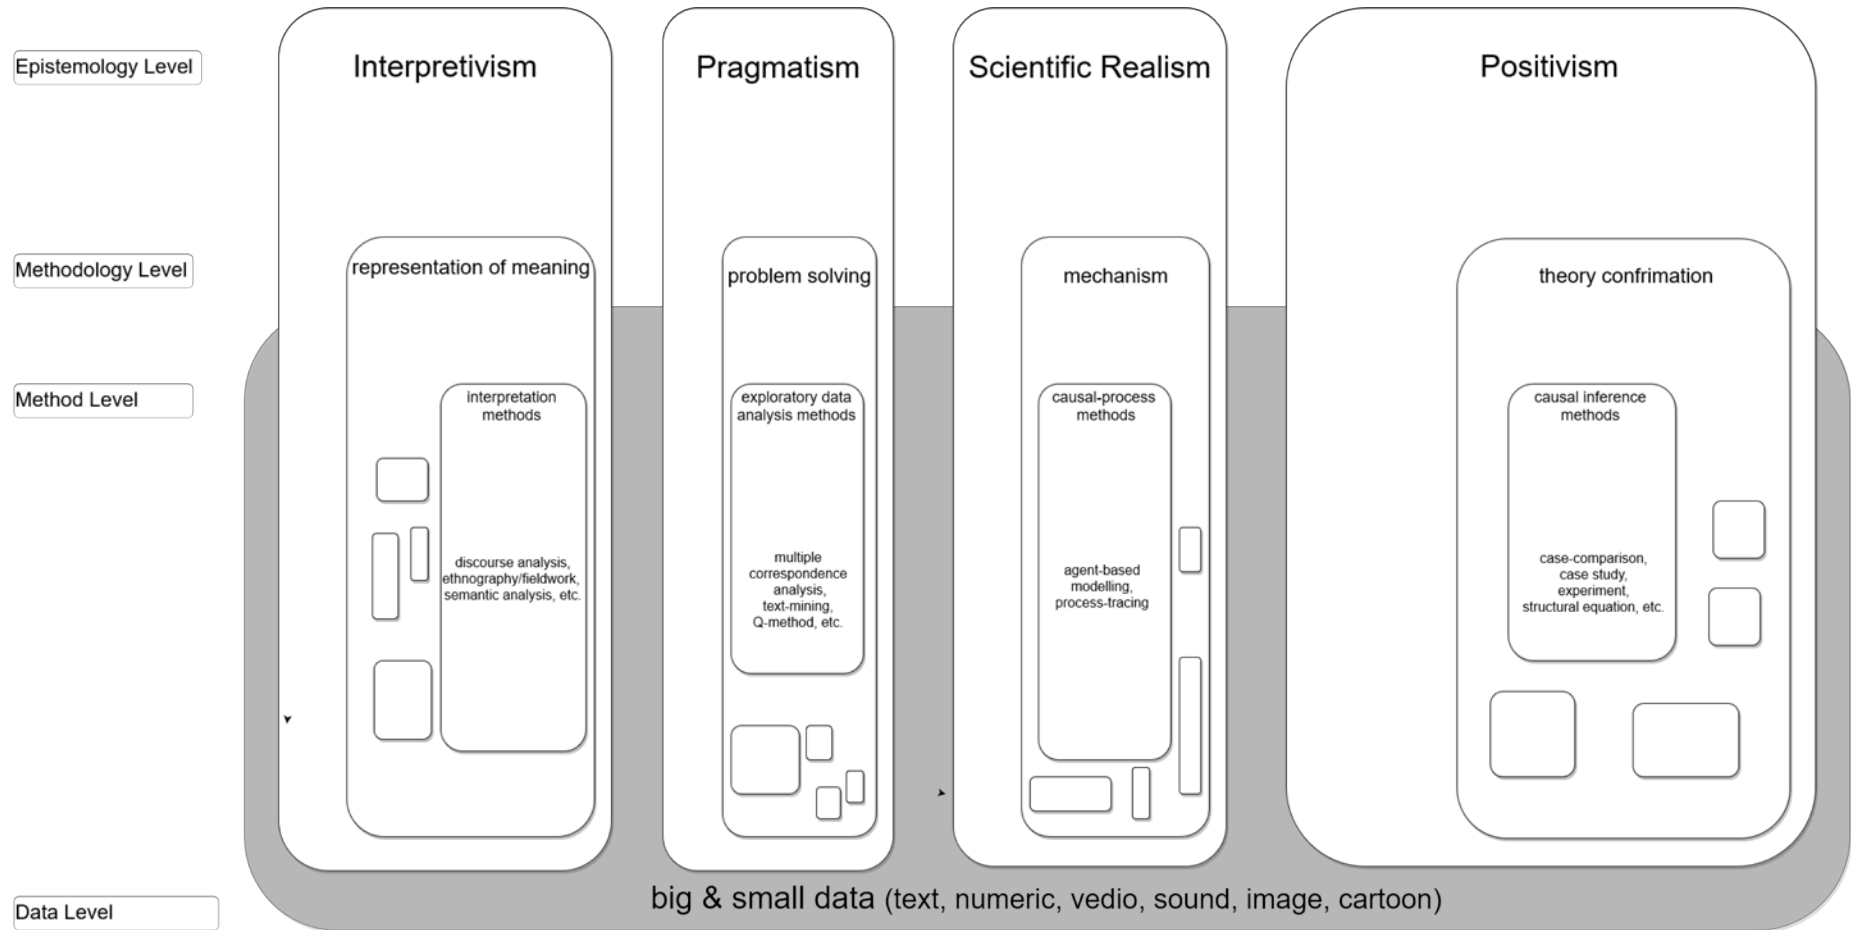 Epistemology Level
Interpretivism
Pragmatism
Scientific Realism
Positivism
Methodology Level
representation of meaning
problem solving
mechanism
theory confrimation
Method Level
interpretation
methods
exploratory data
analysis methods
causal-process
methods
causal inference
methods
discourse analysis,
ethnography/fieldwork,
semantic analysis, etc.
multiple
correspondence
analysis,
text-mining,
Q-method, etc.
agent-based
modelling,
process-tracing
case-comparison,
case study,
experiment,
structural equation, etc.
Data Level
big & small data (text, numeric, vedio, sound, image, cartoon)